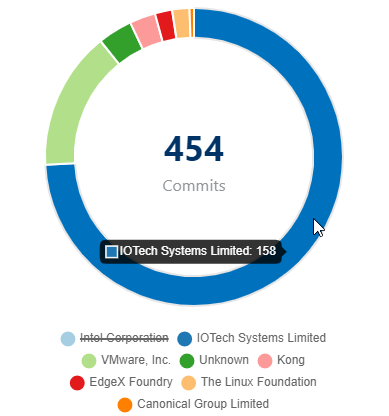 454
Commits
IOTech Systems Limited: 158
Intel Corporation IOTech Systems Limited
VMware, Inc. Unknown Kong
EdgeX Foundry The Linux Foundation
Canonical Group Limited